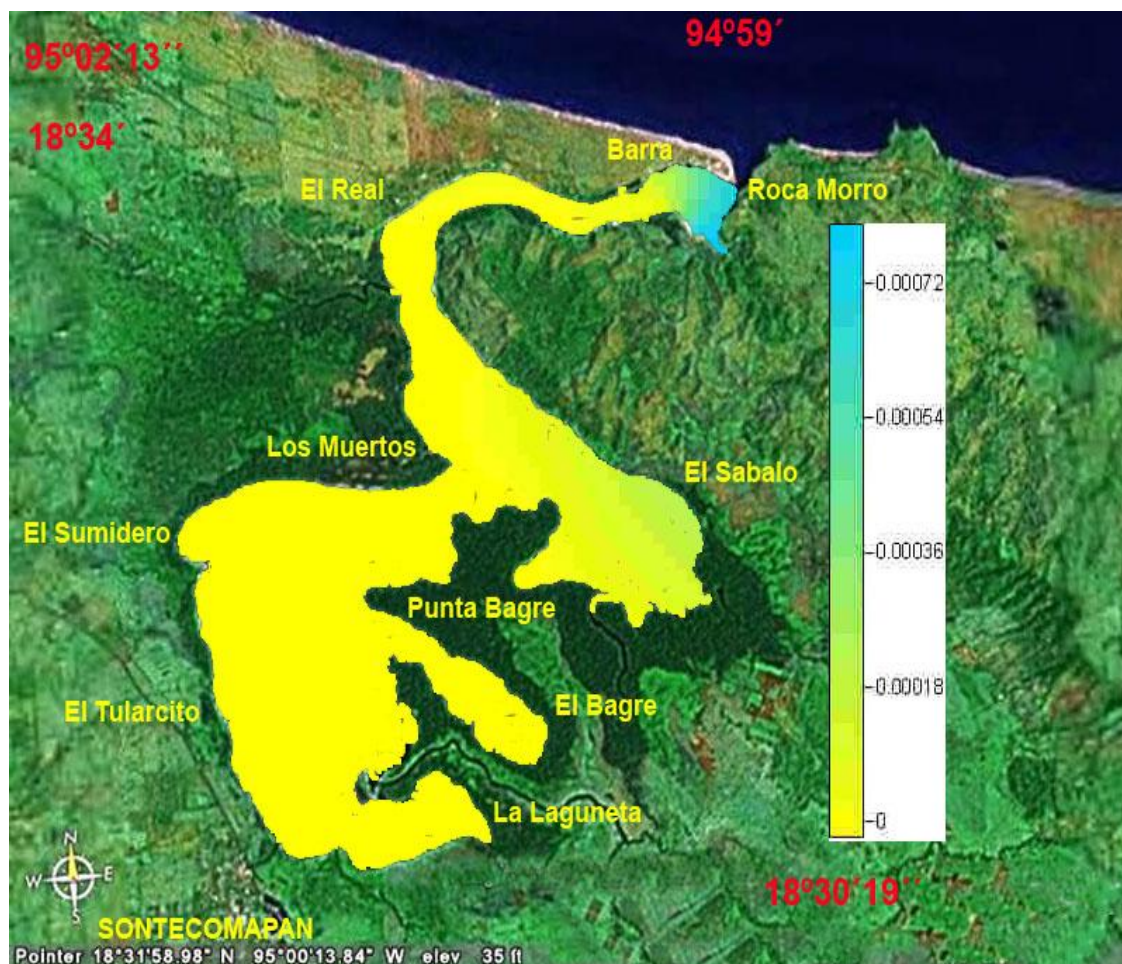 94º59´
95º02´13´´
18º34´
Barra
El Real
Roca Morro
0.00072
0.00054
Los Muertos
El Sabalo
El Sumidero
0.00036
Punta Bagre
0.00018
El Tularcito
El Bagre
La Laguneta
0
N
W
E
S
18º30´19´´
SONTECOMAPAN
Pointer 18°31'58.98" N 95°00'13.84" W elev 35 ft